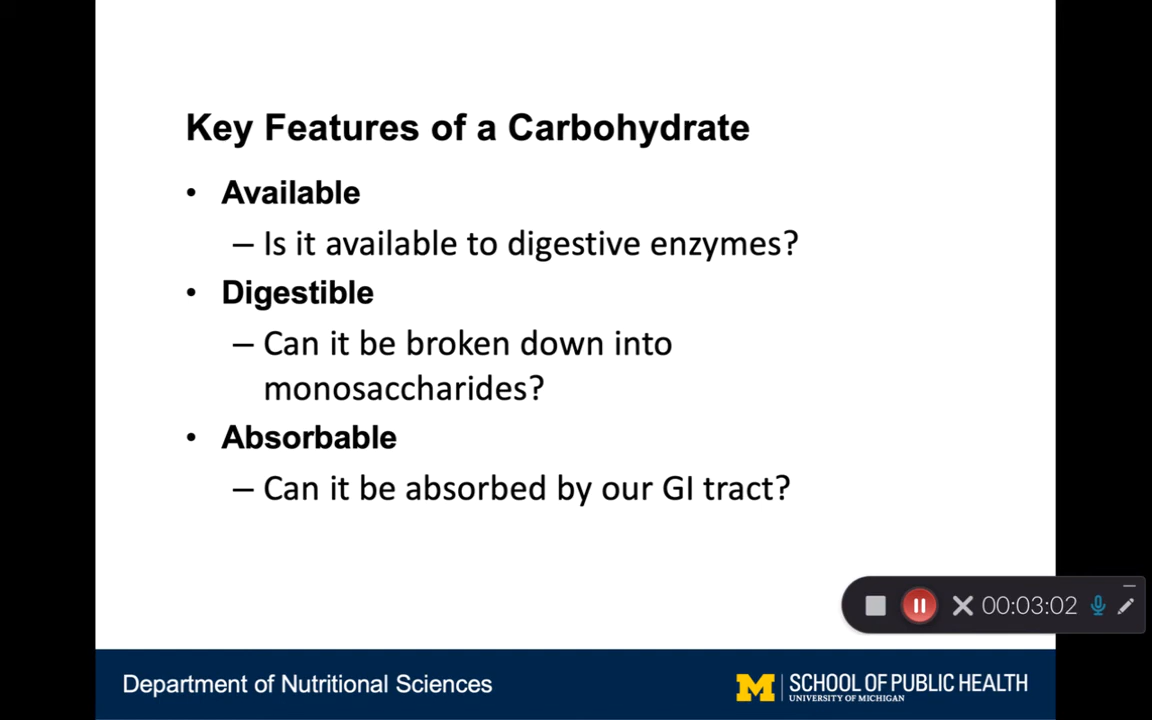 Key Features of a Carbohydrate
• Available
– Is it available to digestive enzymes?
• Digestible
– Can it be broken down into
monosaccharides?
• Absorbable
– Can it be absorbed by our GI tract?
00:03:02
Department of Nutritional Sciences
M SCHOOL OF PUBLIC HEALTH
UNIVERSITY OF MICHIGAN